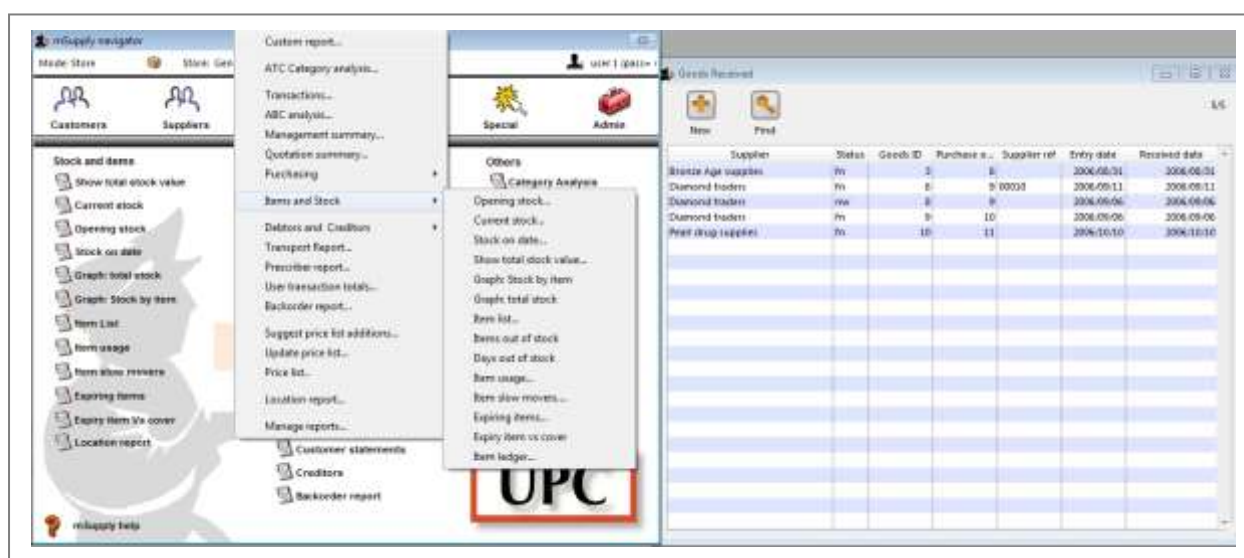 mSupply navigator
Mode: Store
Store: Gen
user 1 (pass=
Customers
Suppliers
Special
Admin
Stock and items
Show total stock value
Current stock
Opening stock
Stock on date
Graph: total stock
Graph: Stock by item
Item List
Item usage
Item slow movers
Expiring items
Expiry item Vs cover
Location report
mSupply help
Custom report...
ATC Category analysis...
Transactions...
ABC analysis...
Management summary...
Quotation summary...
Purchasing
Items and Stock
Debtors and Creditors
Transport Report...
Prescriber report...
User transaction totals...
Backorder report...
Suggest price list additions...
Update price list...
Price list...
Location report...
Manage reports...
Customer statements
Creditors
Backorder report
Others
Category Analysis
Opening stock...
Current stock...
Stock on date...
Show total stock value...
Graph: Stock by item
Graph: total stock
Item list...
Items out of stock
Days out of stock
Item usage...
Item slow movers...
Expiring items...
Expiry item vs cover
Item ledger...
UPC
Goods Received
New
Find
5/5
Supplier Status Goods ID Purchase o... Supplier ref Entry date Received date
Bronze Age supplies fn 2006/08/31 2006/08/31
Diamond traders fn 9 00010 2006/09/11 2006/09/11
Diamond traders nw 8 9 2006/09/06 2006/09/06
Diamond traders fn 9 10 2006/09/06 2006/09/06
Pearl drug supplies fn 10 11 2006/10/10 2006/10/10